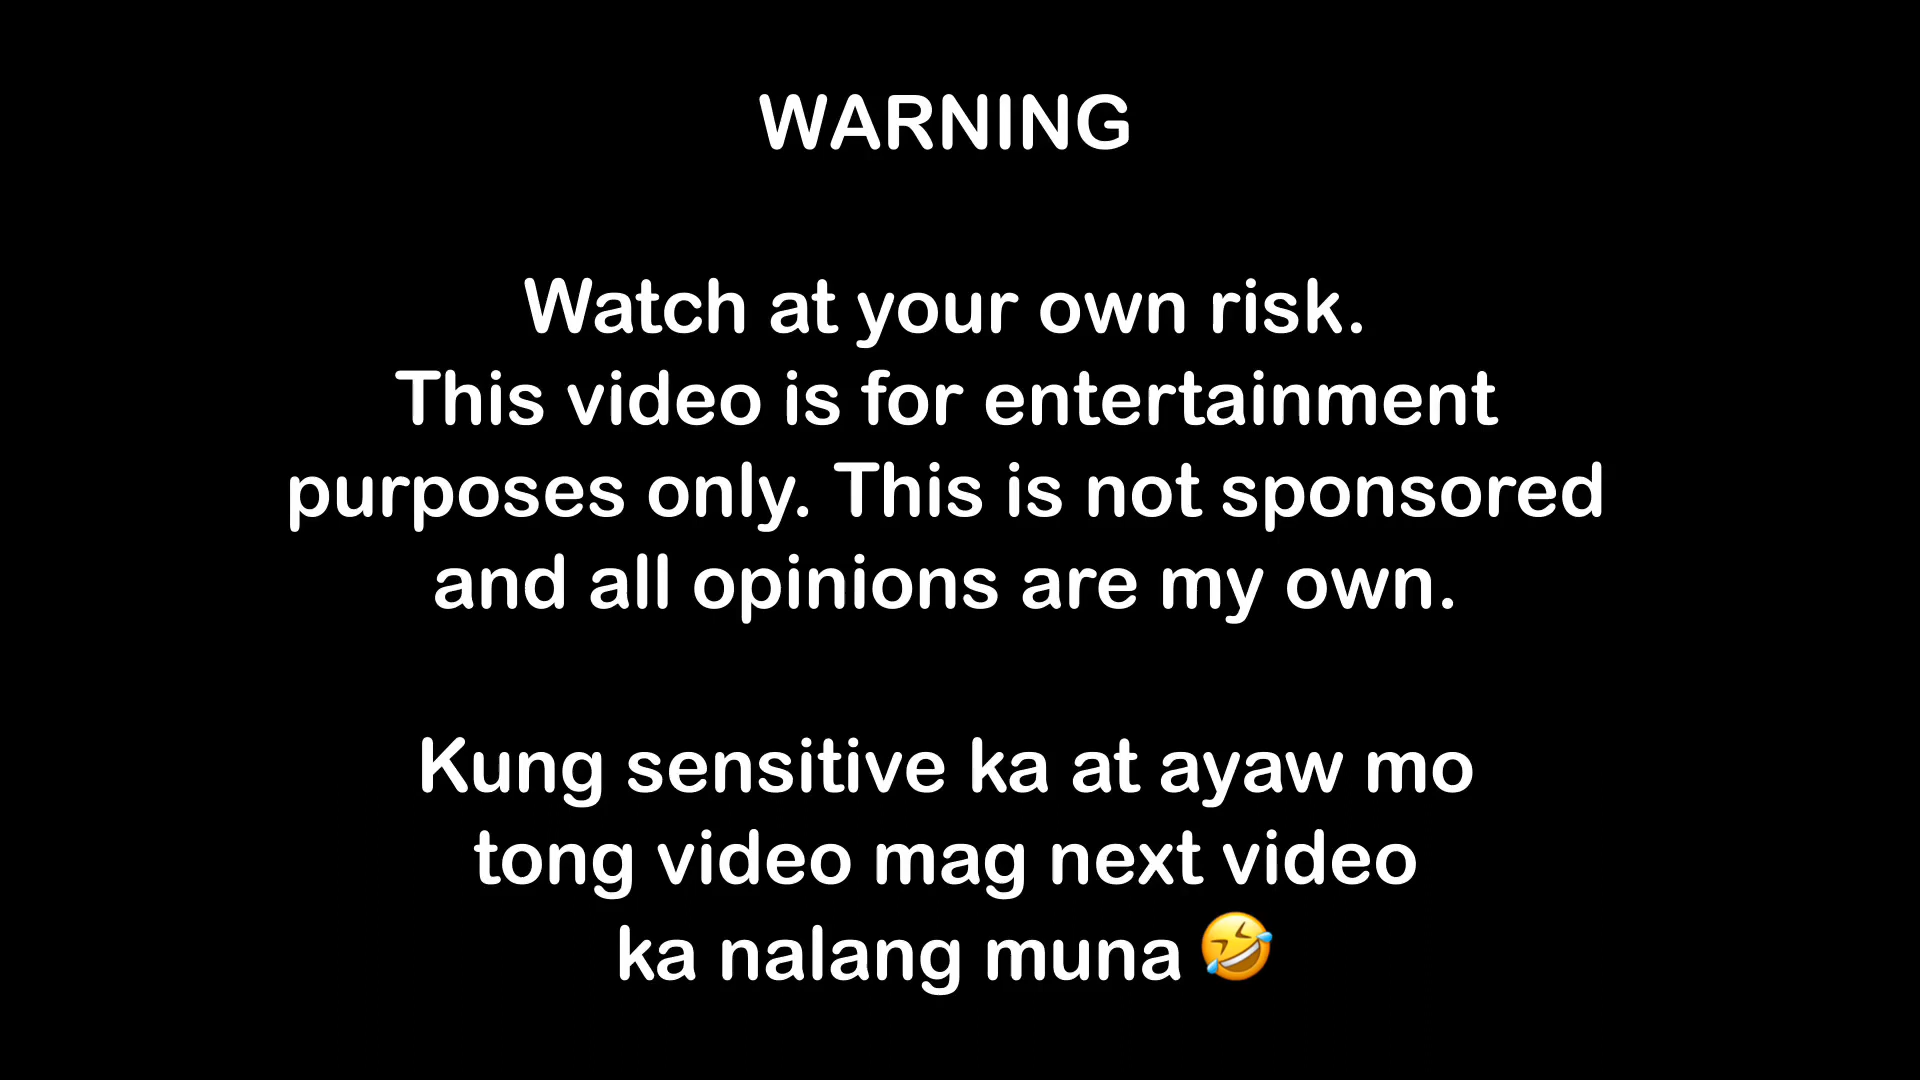 WARNING
Watch at your own risk.
This video is for entertainment
purposes only. This is not sponsored
and all opinions are my own.
Kung sensitive ka at ayaw mo
tong video mag next video
ka nalang muna 🤣